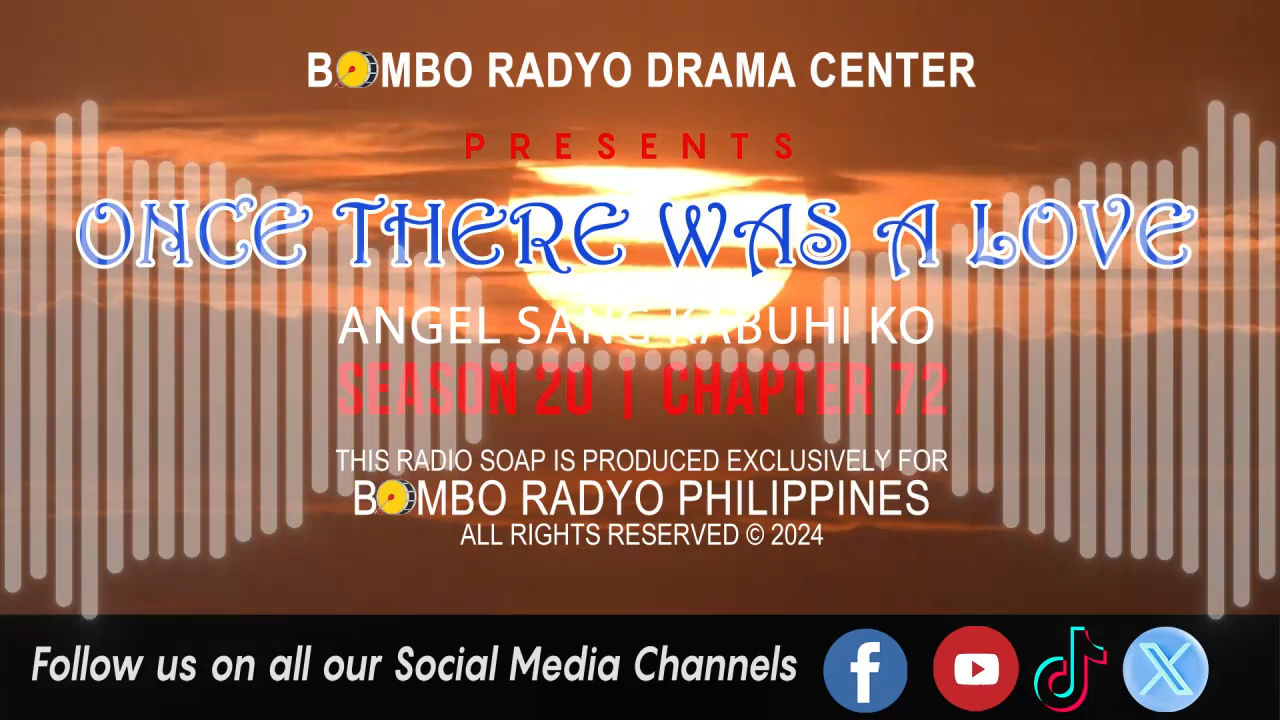 BOMBO RADYO DRAMA CENTER
PRESENTS
ONCE THERE WAS A LOVE
ANGEL SANG KABUHI KO
SEASON 20 | CHAPTER 72
THIS RADIO SOAP IS PRODUCED EXCLUSIVELY FOR
BOMBO RADYO PHILIPPINES
ALL RIGHTS RESERVED © 2024
Follow us on all our Social Media Channels